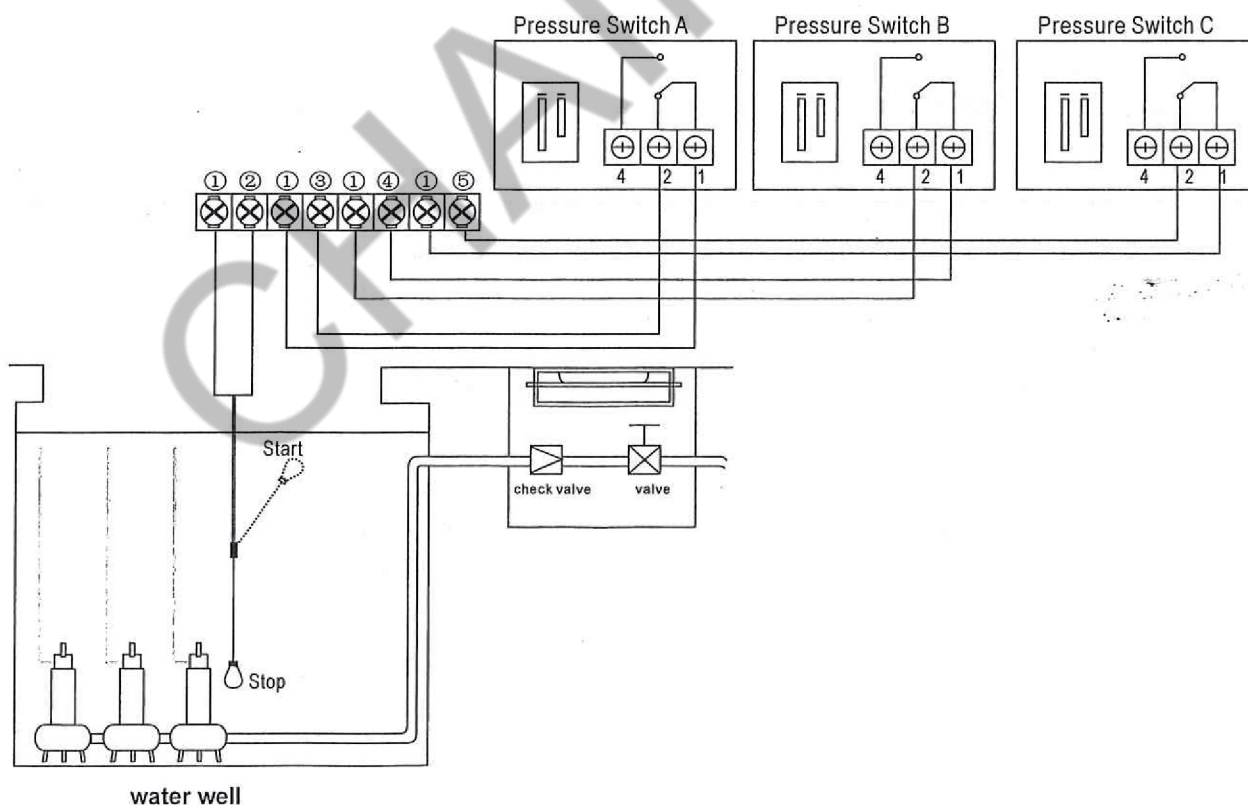 Pressure Switch A Pressure Switch B Pressure Switch C
4 2 1 4 2 1 4 2 1
① ② ① ③ ① ④ ① ⑤
CHAI
Start
check valve valve
Stop
water well